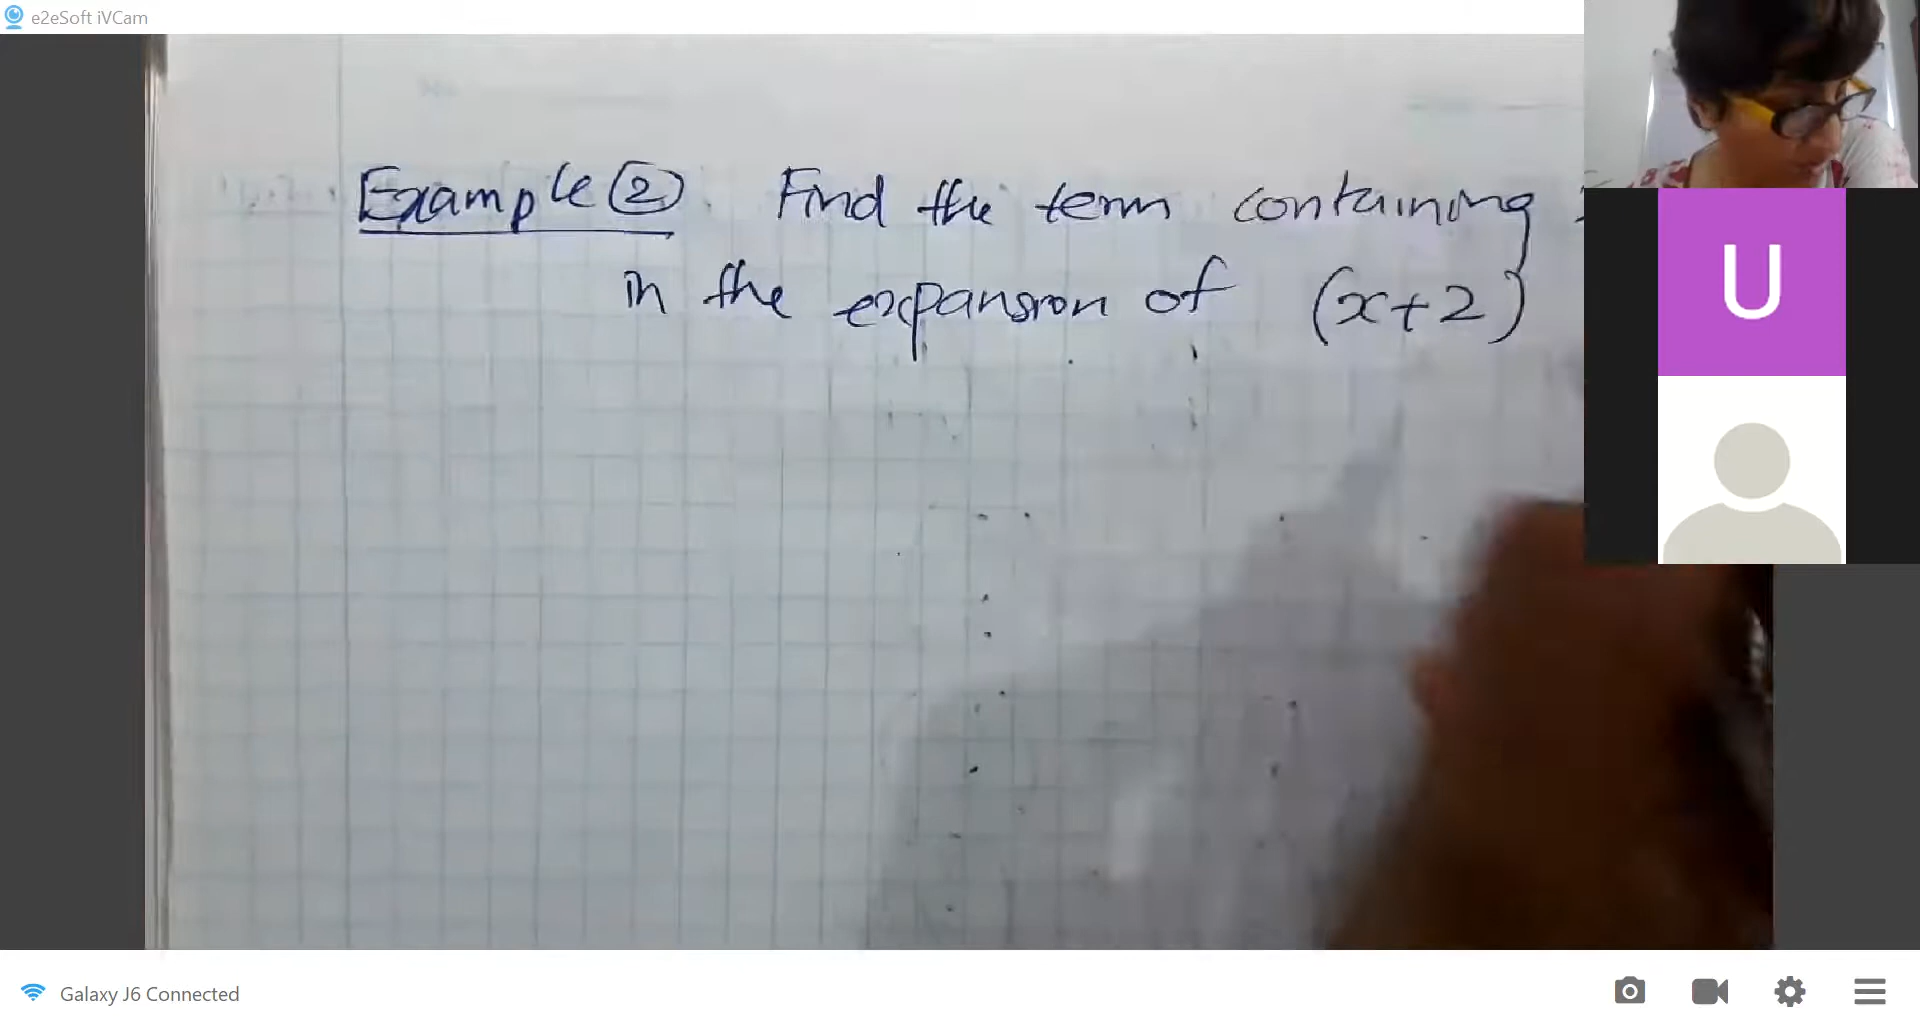 e2eSoft iVCam
Example ② Find the term containing
in the expansion of (x+2)
U
Galaxy J6 Connected